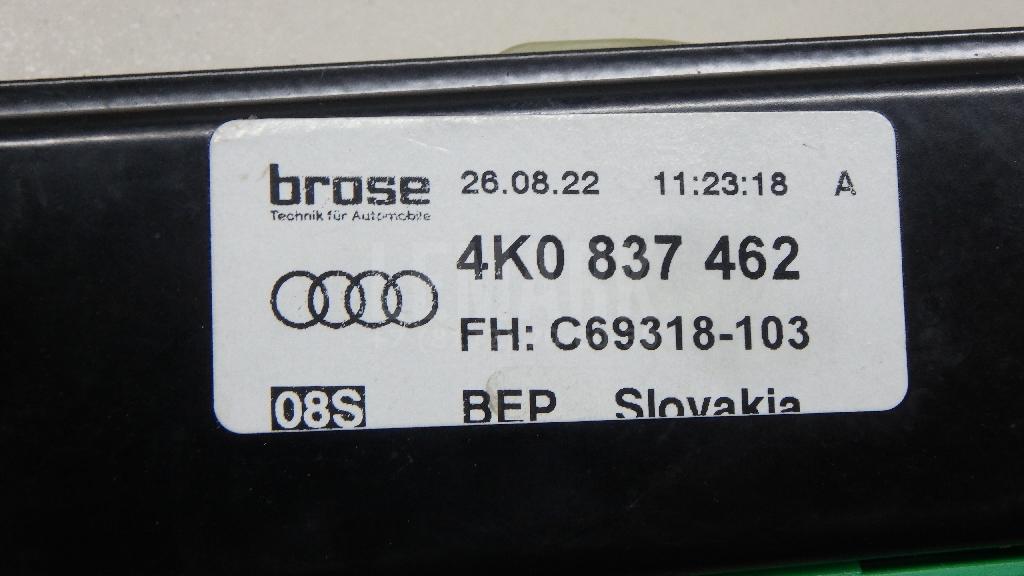 brose 26.08.22 11:23:18 A
Technik für Automobile
4K0 837 462
FH: C69318-103
08S BEP Slovakia